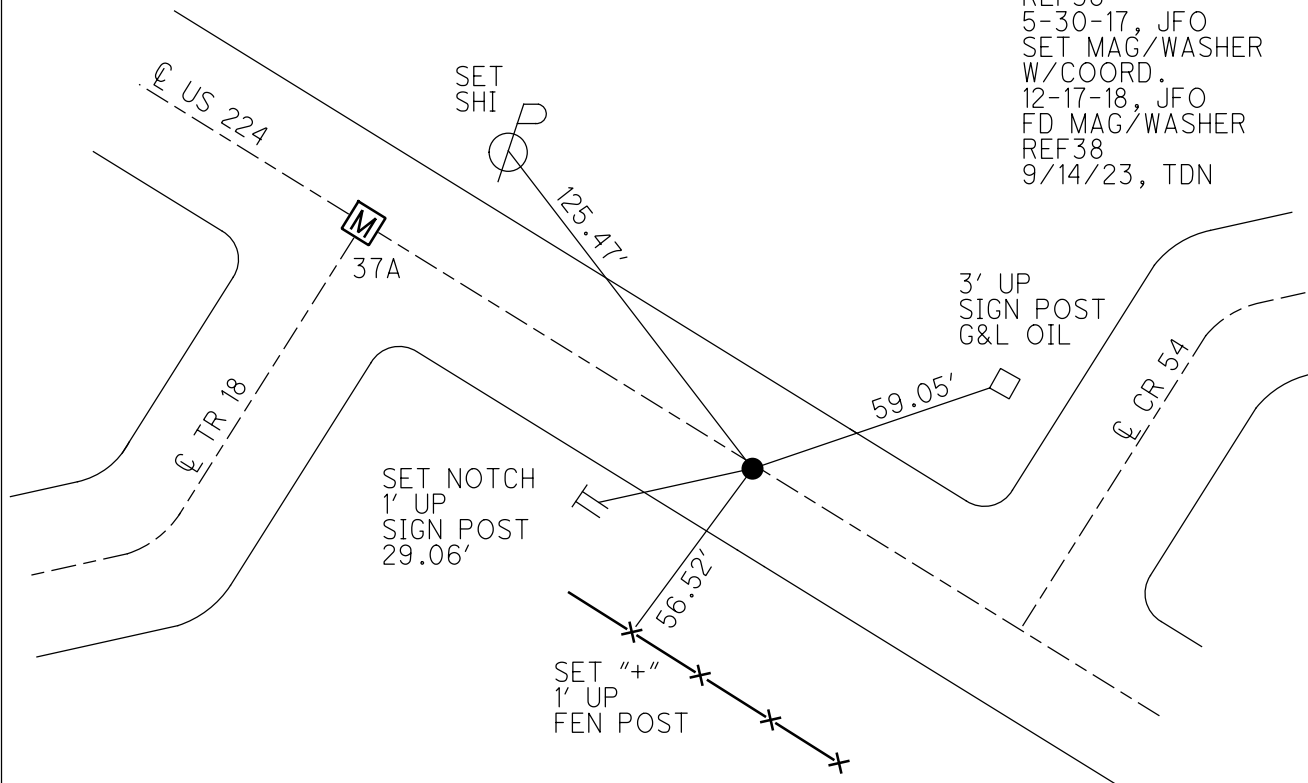 REF38
5-30-17, JFO
SET MAG/WASHER
W/COORD.
12-17-18, JFO
FD MAG/WASHER
REF38
9/14/23, TDN
SET
SHI
℄ US 224
125.47'
M
37A
3' UP
SIGN POST
G&L OIL
59.05'
℄ CR 54
℄ TR 18
SET NOTCH
1' UP
SIGN POST
29.06'
56.52'
SET "+"
1' UP
FEN POST